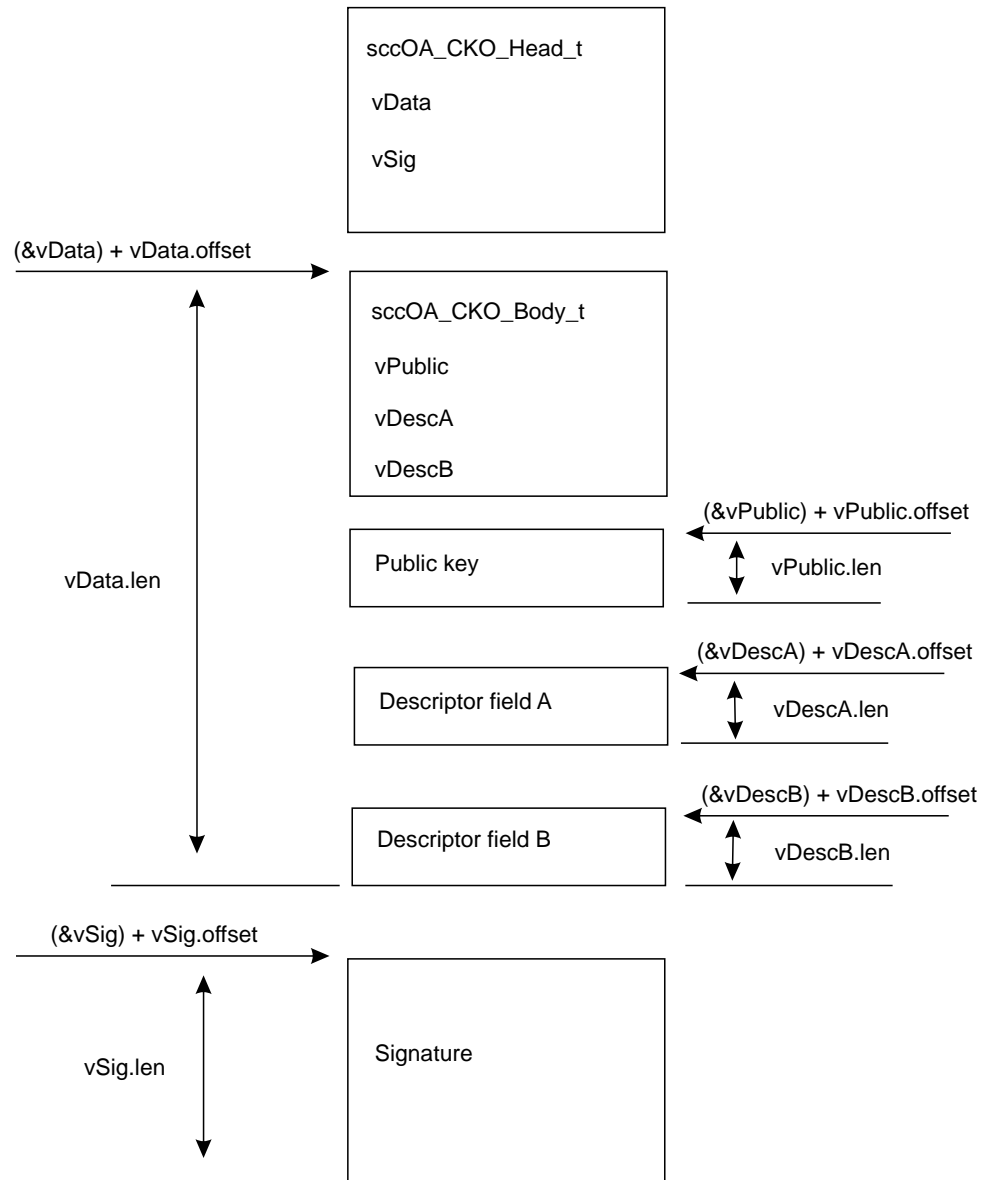 sccOA_CKO_Head_t
vData
vSig
(&vData) + vData.offset
sccOA_CKO_Body_t
vPublic
vDescA
vDescB
(&vPublic) + vPublic.offset
Public key
vPublic.len
vData.len
(&vDescA) + vDescA.offset
Descriptor field A
vDescA.len
(&vDescB) + vDescB.offset
Descriptor field B
vDescB.len
(&vSig) + vSig.offset
Signature
vSig.len